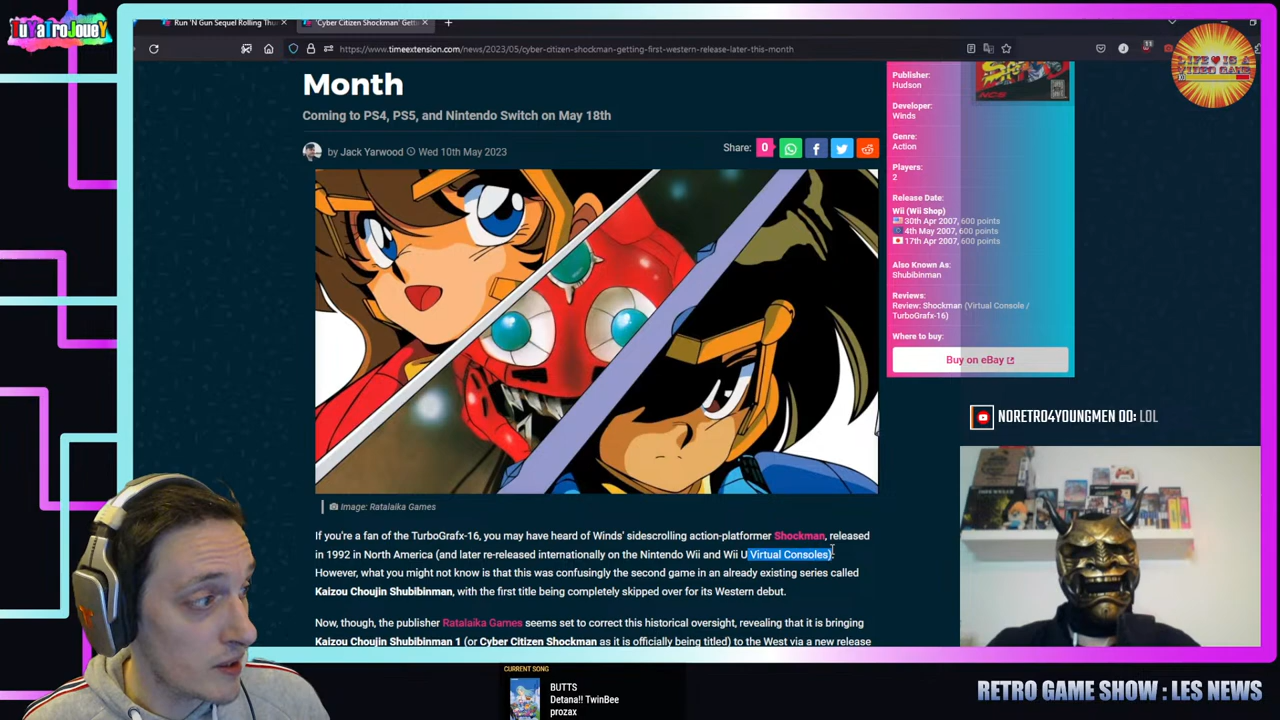 TuYaTroJoueY
Run 'N Gun Sequel Rolling Thu
'Cyber Citizen Shockman' Getti
https://www.timeextension.com/news/2023/05/cyber-citizen-shockman-getting-first-western-release-later-this-month
LIFE IS VIDEO GAME
Month
Coming to PS4, PS5, and Nintendo Switch on May 18th
by Jack Yarwood Wed 10th May 2023
Share: 0
Image: Ratalaika Games
If you're a fan of the TurboGrafx-16, you may have heard of Winds' sidescrolling action-platformer Shockman, released
in 1992 in North America (and later re-released internationally on the Nintendo Wii and Wii U Virtual Consoles).
However, what you might not know is that this was confusingly the second game in an already existing series called
Kaizou Choujin Shubibinman, with the first title being completely skipped over for its Western debut.
Now, though, the publisher Ratalaika Games seems set to correct this historical oversight, revealing that it is bringing
Kaizou Choujin Shubibinman 1 (or Cyber Citizen Shockman as it is officially being titled) to the West via a new release
Publisher:
Hudson
Developer:
Winds
Genre:
Action
Players:
2
Release Date:
Wii (Wii Shop)
30th Apr 2007, 600 points
4th May 2007, 600 points
17th Apr 2007, 600 points
Also Known As:
Shubibinman
Reviews:
Review: Shockman (Virtual Console /
TurboGrafx-16)
Where to buy:
Buy on eBay
NORETRO4YOUNGMEN OD: LOL
CURRENT SONG
BUTTS
Detana!! TwinBee
prozax
RETRO GAME SHOW : LES NEWS